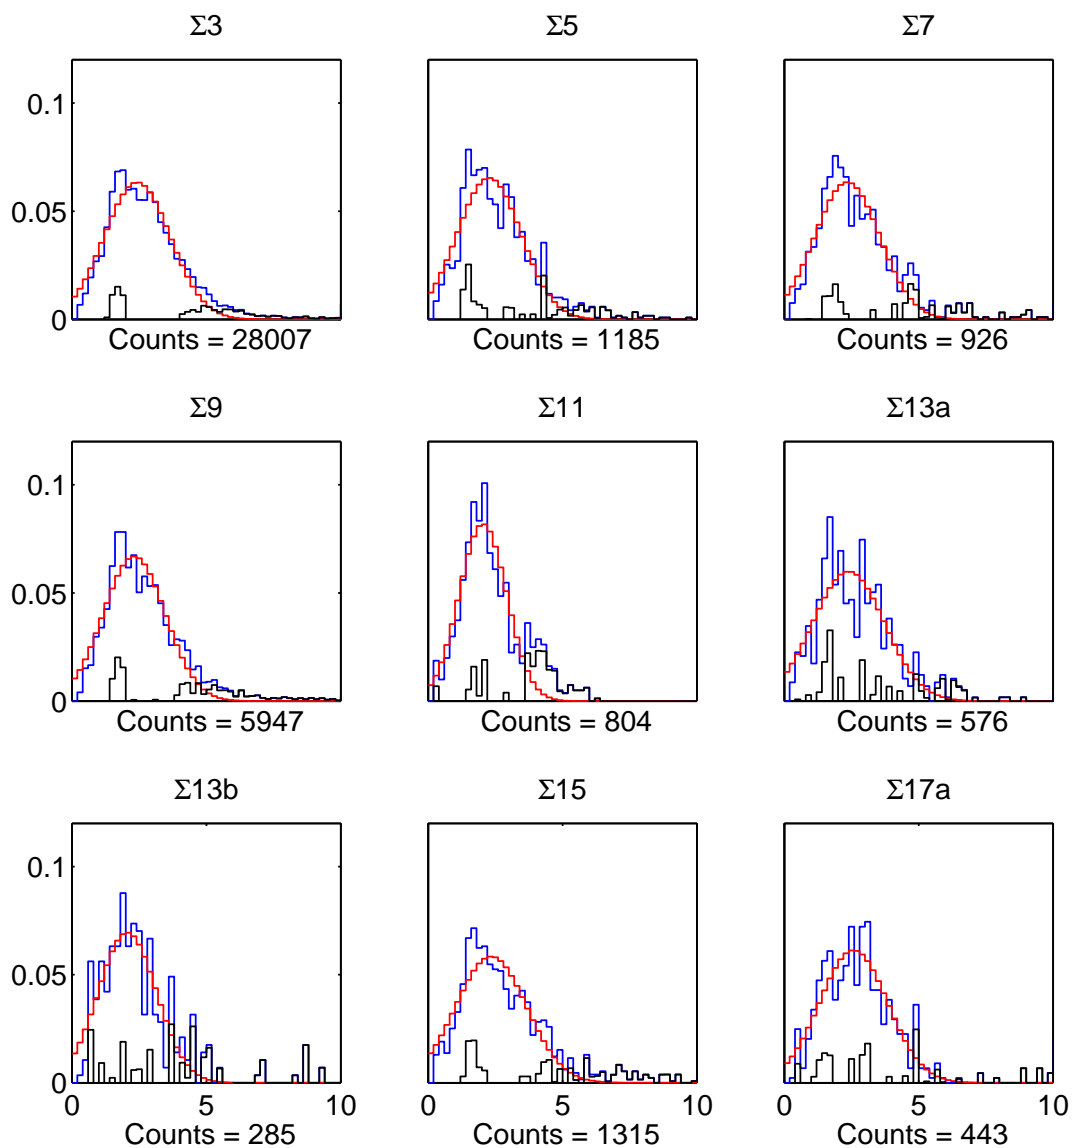 Σ3 Σ5 Σ7
0.1
0.05
0
Counts = 28007 Counts = 1185 Counts = 926
Σ9 Σ11 Σ13a
0.1
0.05
0
Counts = 5947 Counts = 804 Counts = 576
Σ13b Σ15 Σ17a
0.1
0.05
0
0 5 10 0 5 10 0 5 10
Counts = 285 Counts = 1315 Counts = 443